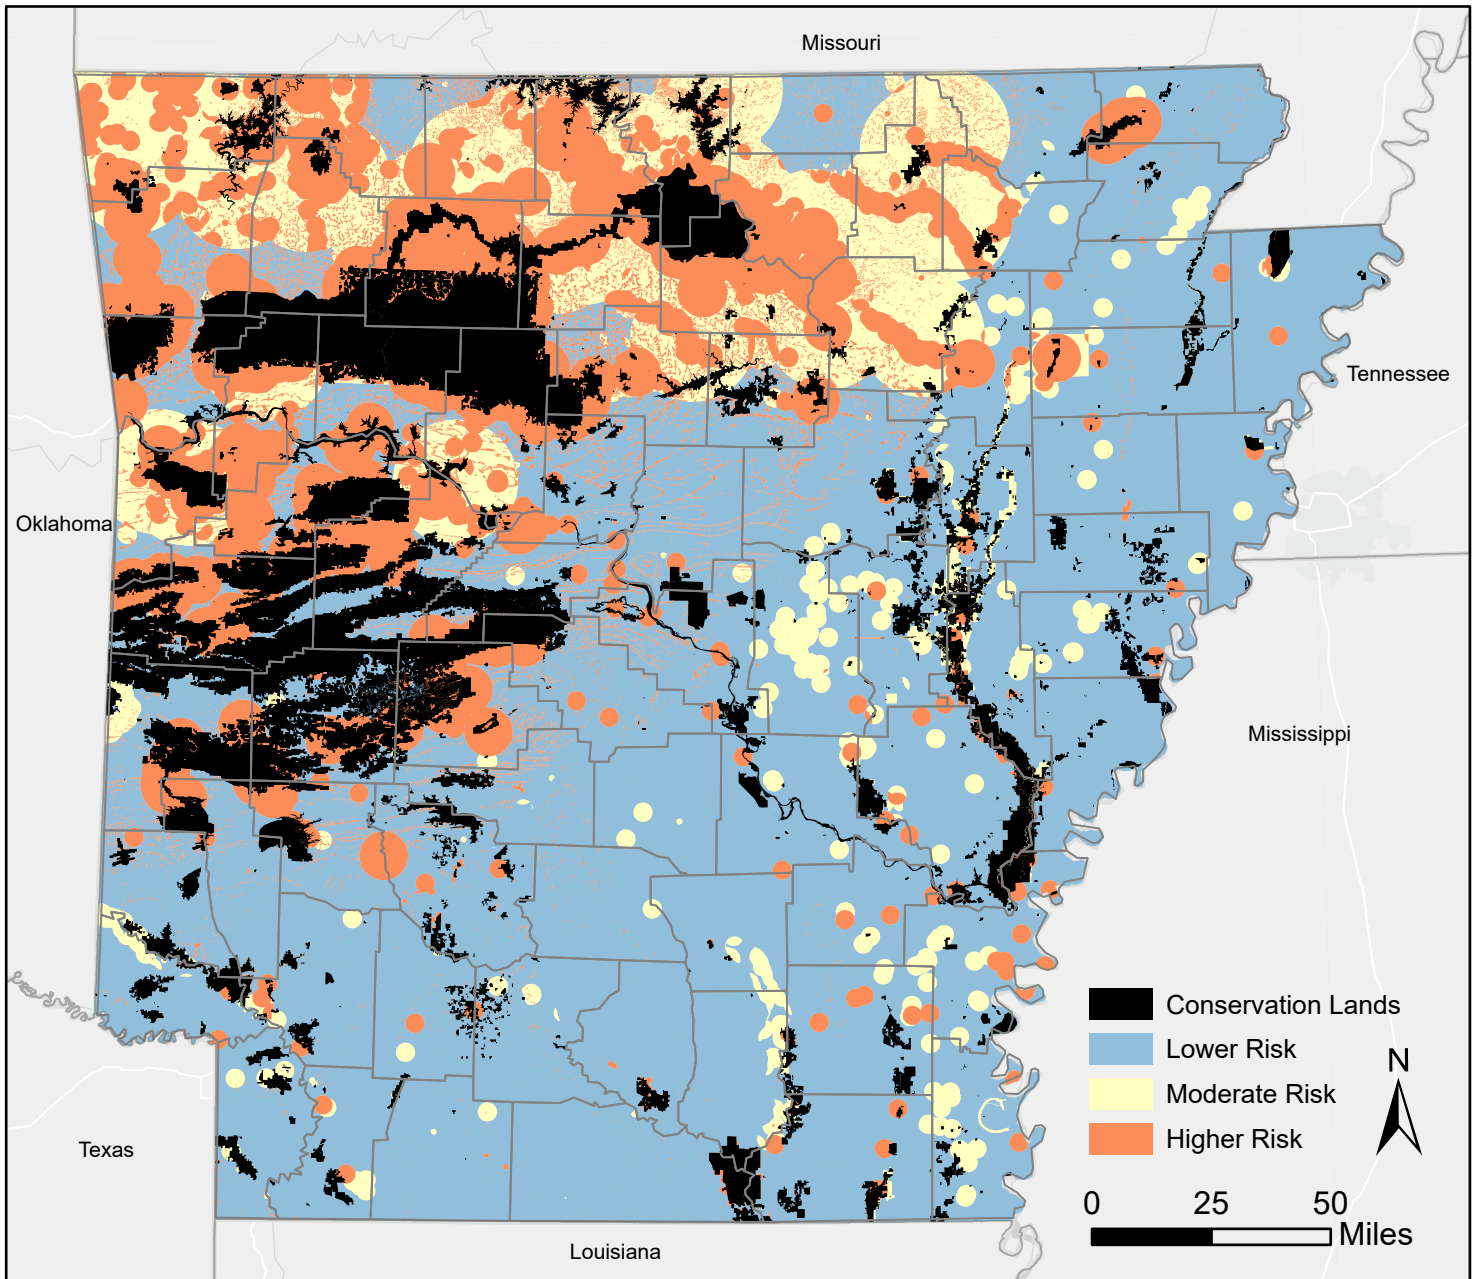 Missouri
Tennessee
Oklahoma
Mississippi
Conservation Lands
Lower Risk
N
Moderate Risk
Higher Risk
Texas
0 25 50
Miles
Louisiana